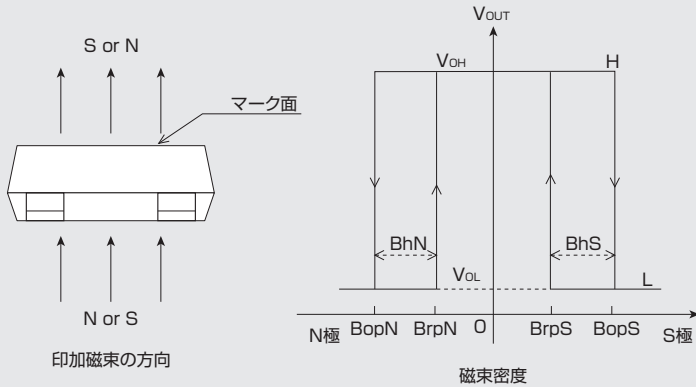 S or N
マーク面
N or S
印加磁束の方向
VOUT
VOH
H
BhN
BhS
VOL
L
N極 BopN BrpN O BrpS BopS S極
磁束密度